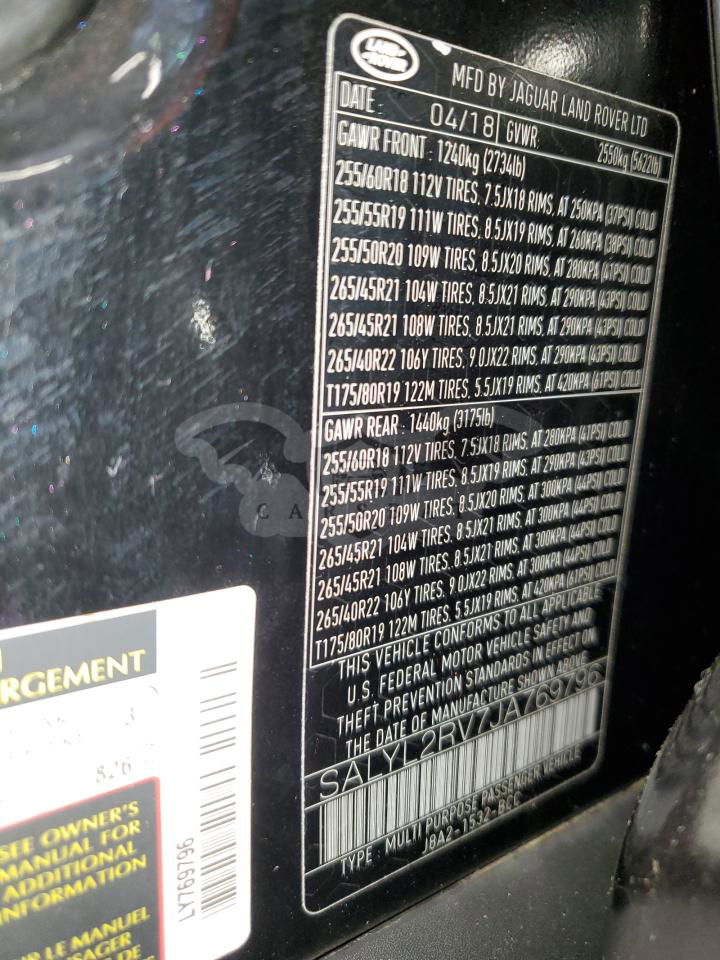 LAND ROVER
MFD BY JAGUAR LAND ROVER LTD
DATE: 04/18 GVWR: 2550kg (5622lb)
GAWR FRONT: 1240kg (2734lb)
255/60R18 112V TIRES, 7.5JX18 RIMS, AT 250KPA (37PSI) COLD
255/55R19 111W TIRES, 8.5JX19 RIMS, AT 260KPA (38PSI) COLD
255/50R20 109W TIRES, 8.5JX20 RIMS, AT 280KPA (41PSI) COLD
265/45R21 104W TIRES, 8.5JX21 RIMS, AT 290KPA (43PSI) COLD
265/45R21 108W TIRES, 8.5JX21 RIMS, AT 290KPA (43PSI) COLD
265/40R22 106Y TIRES, 9.0JX22 RIMS, AT 290KPA (43PSI) COLD
T175/80R19 122M TIRES, 5.5JX19 RIMS, AT 420KPA (61PSI) COLD
GAWR REAR: 1440kg (3175lb)
255/60R18 112V TIRES, 7.5JX18 RIMS, AT 280KPA (41PSI) COLD
255/55R19 111W TIRES, 8.5JX19 RIMS, AT 290KPA (43PSI) COLD
255/50R20 109W TIRES, 8.5JX20 RIMS, AT 300KPA (44PSI) COLD
265/45R21 104W TIRES, 8.5JX21 RIMS, AT 300KPA (44PSI) COLD
265/45R21 108W TIRES, 8.5JX21 RIMS, AT 300KPA (44PSI) COLD
265/40R22 106Y TIRES, 9.0JX22 RIMS, AT 300KPA (44PSI) COLD
T175/80R19 122M TIRES, 5.5JX19 RIMS, AT 420KPA (61PSI) COLD
THIS VEHICLE CONFORMS TO ALL APPLICABLE
U.S. FEDERAL MOTOR VEHICLE SAFETY AND
THEFT PREVENTION STANDARDS IN EFFECT ON
THE DATE OF MANUFACTURE SHOWN ABOVE
SALYL2RV7JA769796
TYPE: MULTI PURPOSE PASSENGER VEHICLE
J8A2-1532-BCC
RGEMENT
826
SEE OWNER'S
MANUAL FOR
ADDITIONAL
INFORMATION
LE MANUEL
DE
LY769796